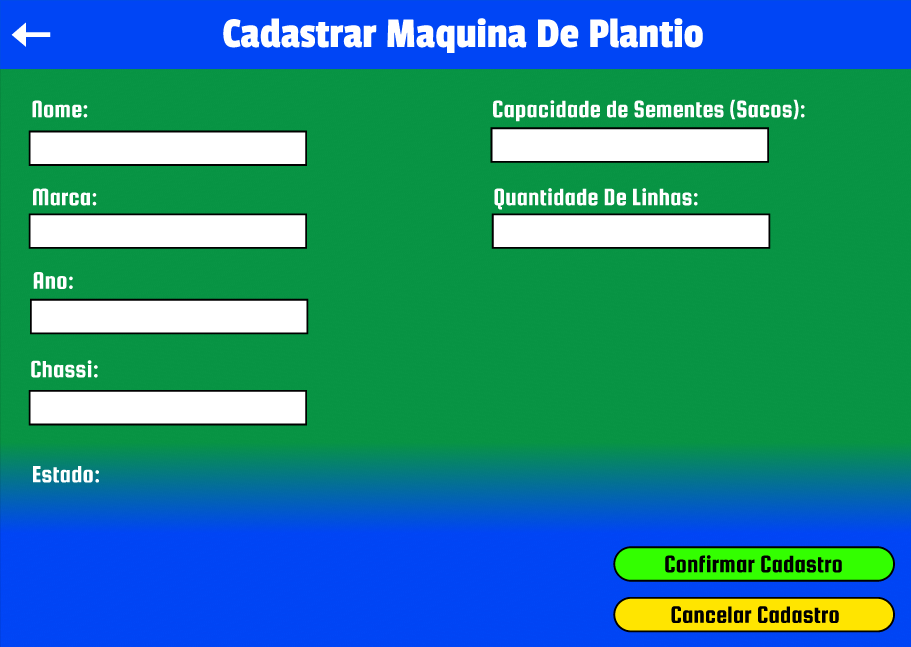 Cadastrar Maquina De Plantio
Nome:
Capacidade de Sementes (Sacos):
Marca:
Quantidade De Linhas:
Ano:
Chassi:
Estado:
Confirmar Cadastro
Cancelar Cadastro